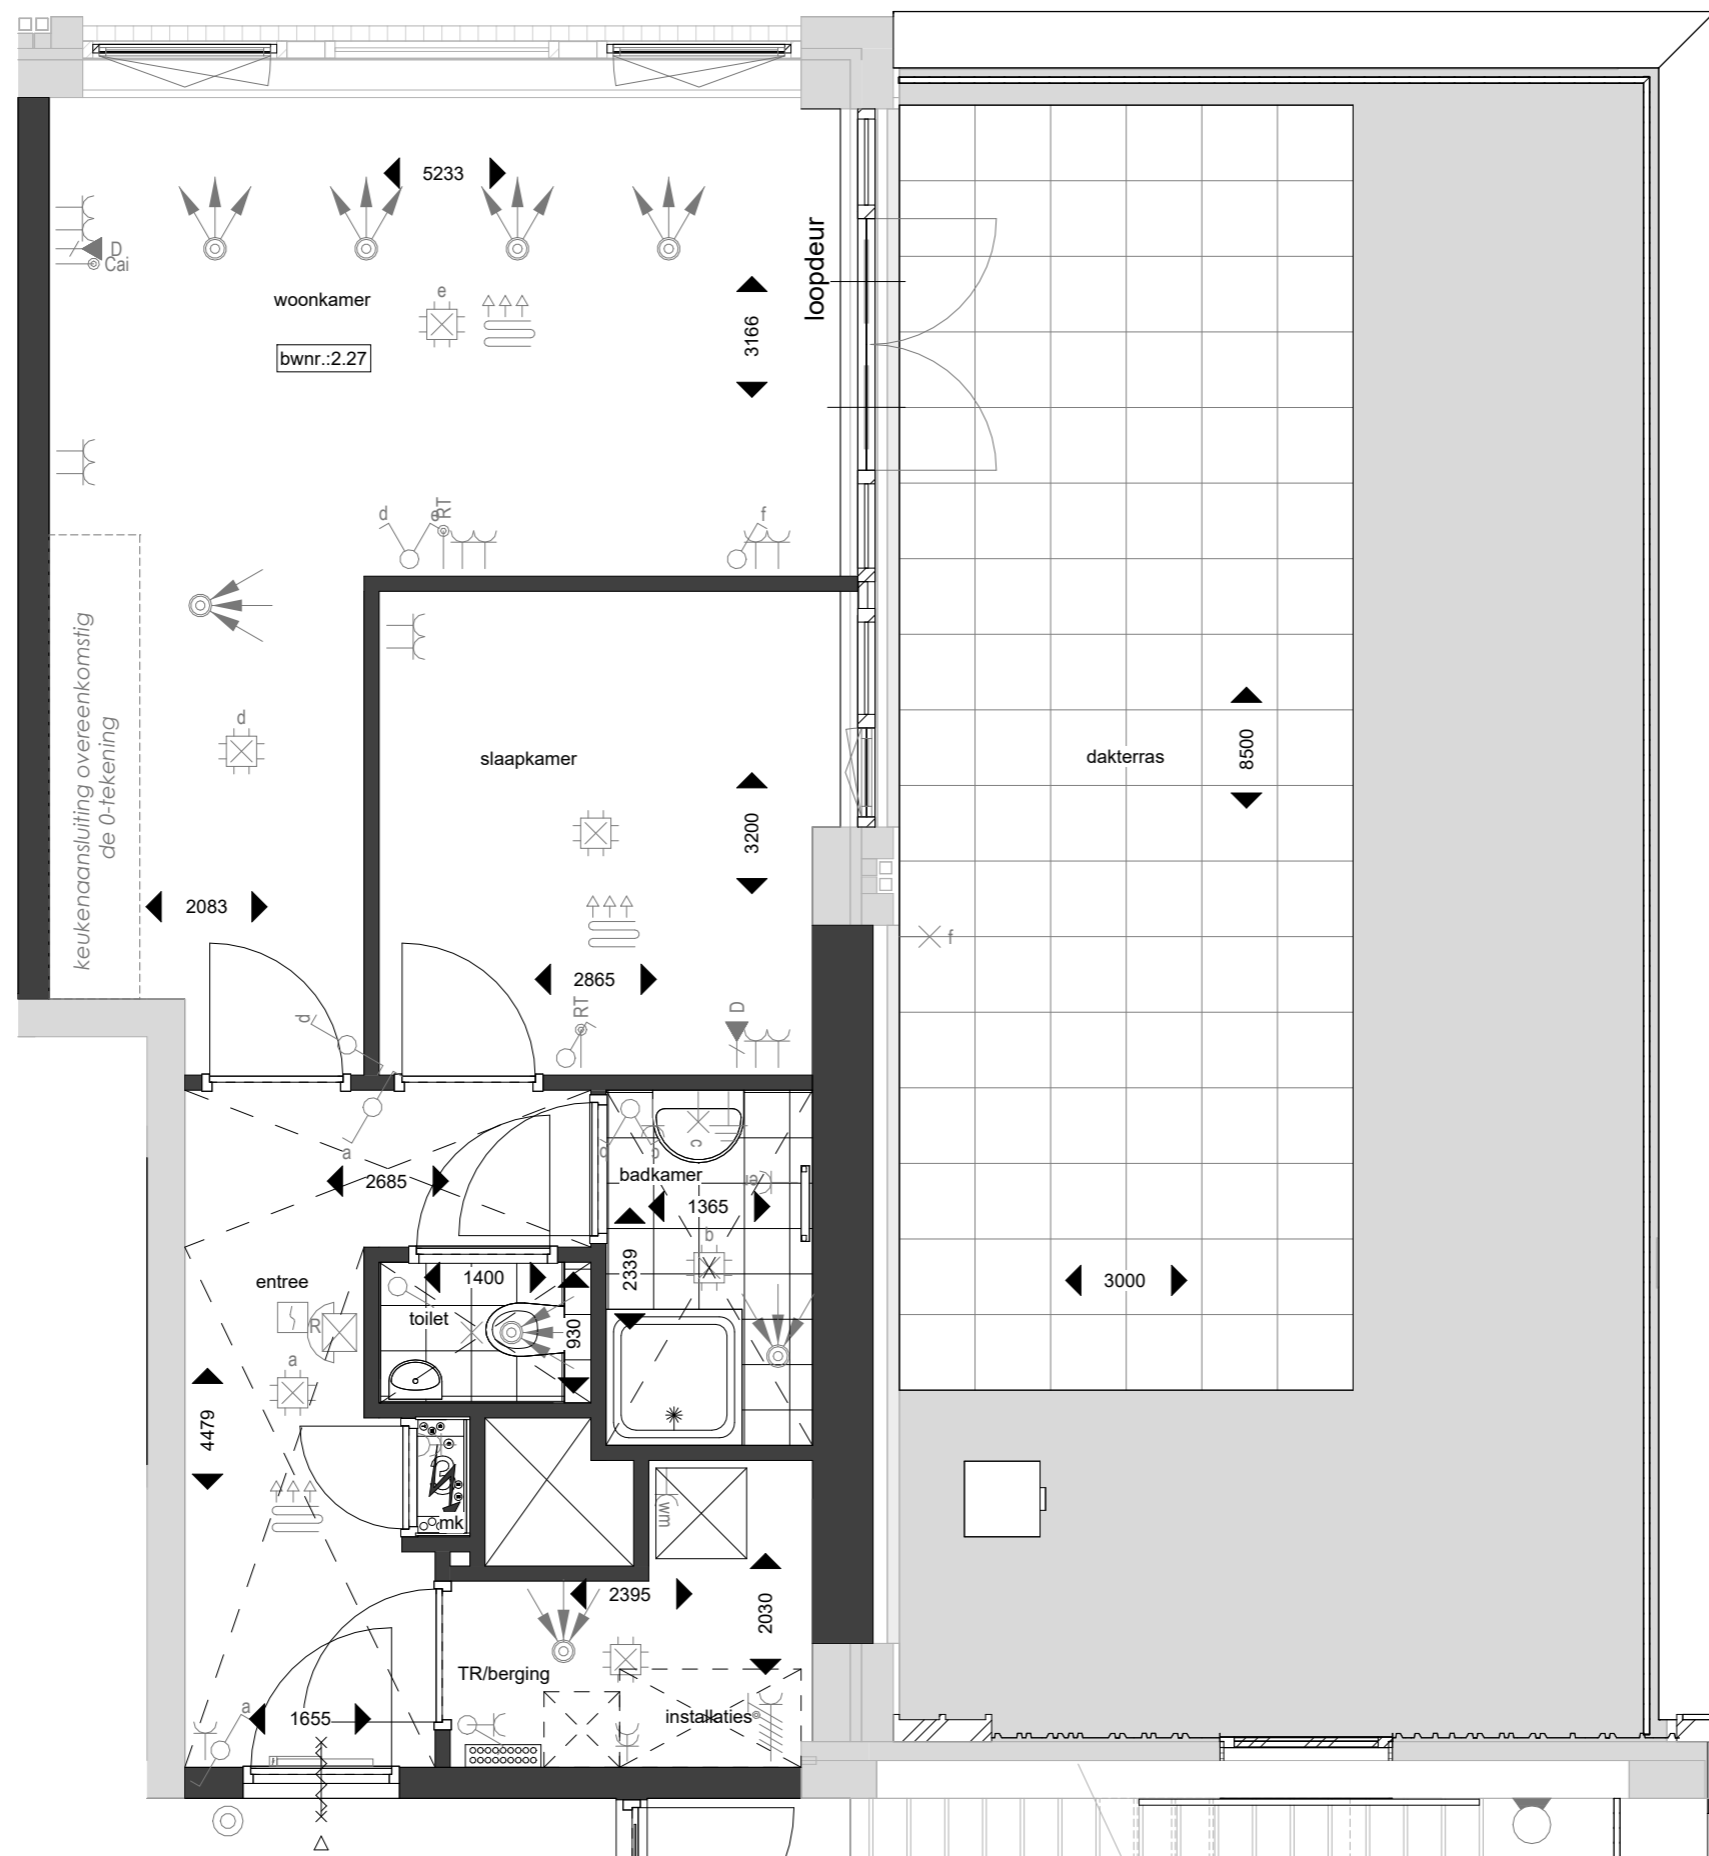 5233
D
Cai
woonkamer
e
bwnr.:2.27
3166
loopdeur
d
e
RT
f
keukenaansluiting overeenkomstig
de 0-tekening
d
slaapkamer
3200
dakterras
8500
2083
f
2865
RT
D
d
a
2685
c
badkamer
1365
b
2339
entree
1400
toilet
930
R
a
3000
4479
mk
wm
2395
2030
TR/berging
installaties
a
1655